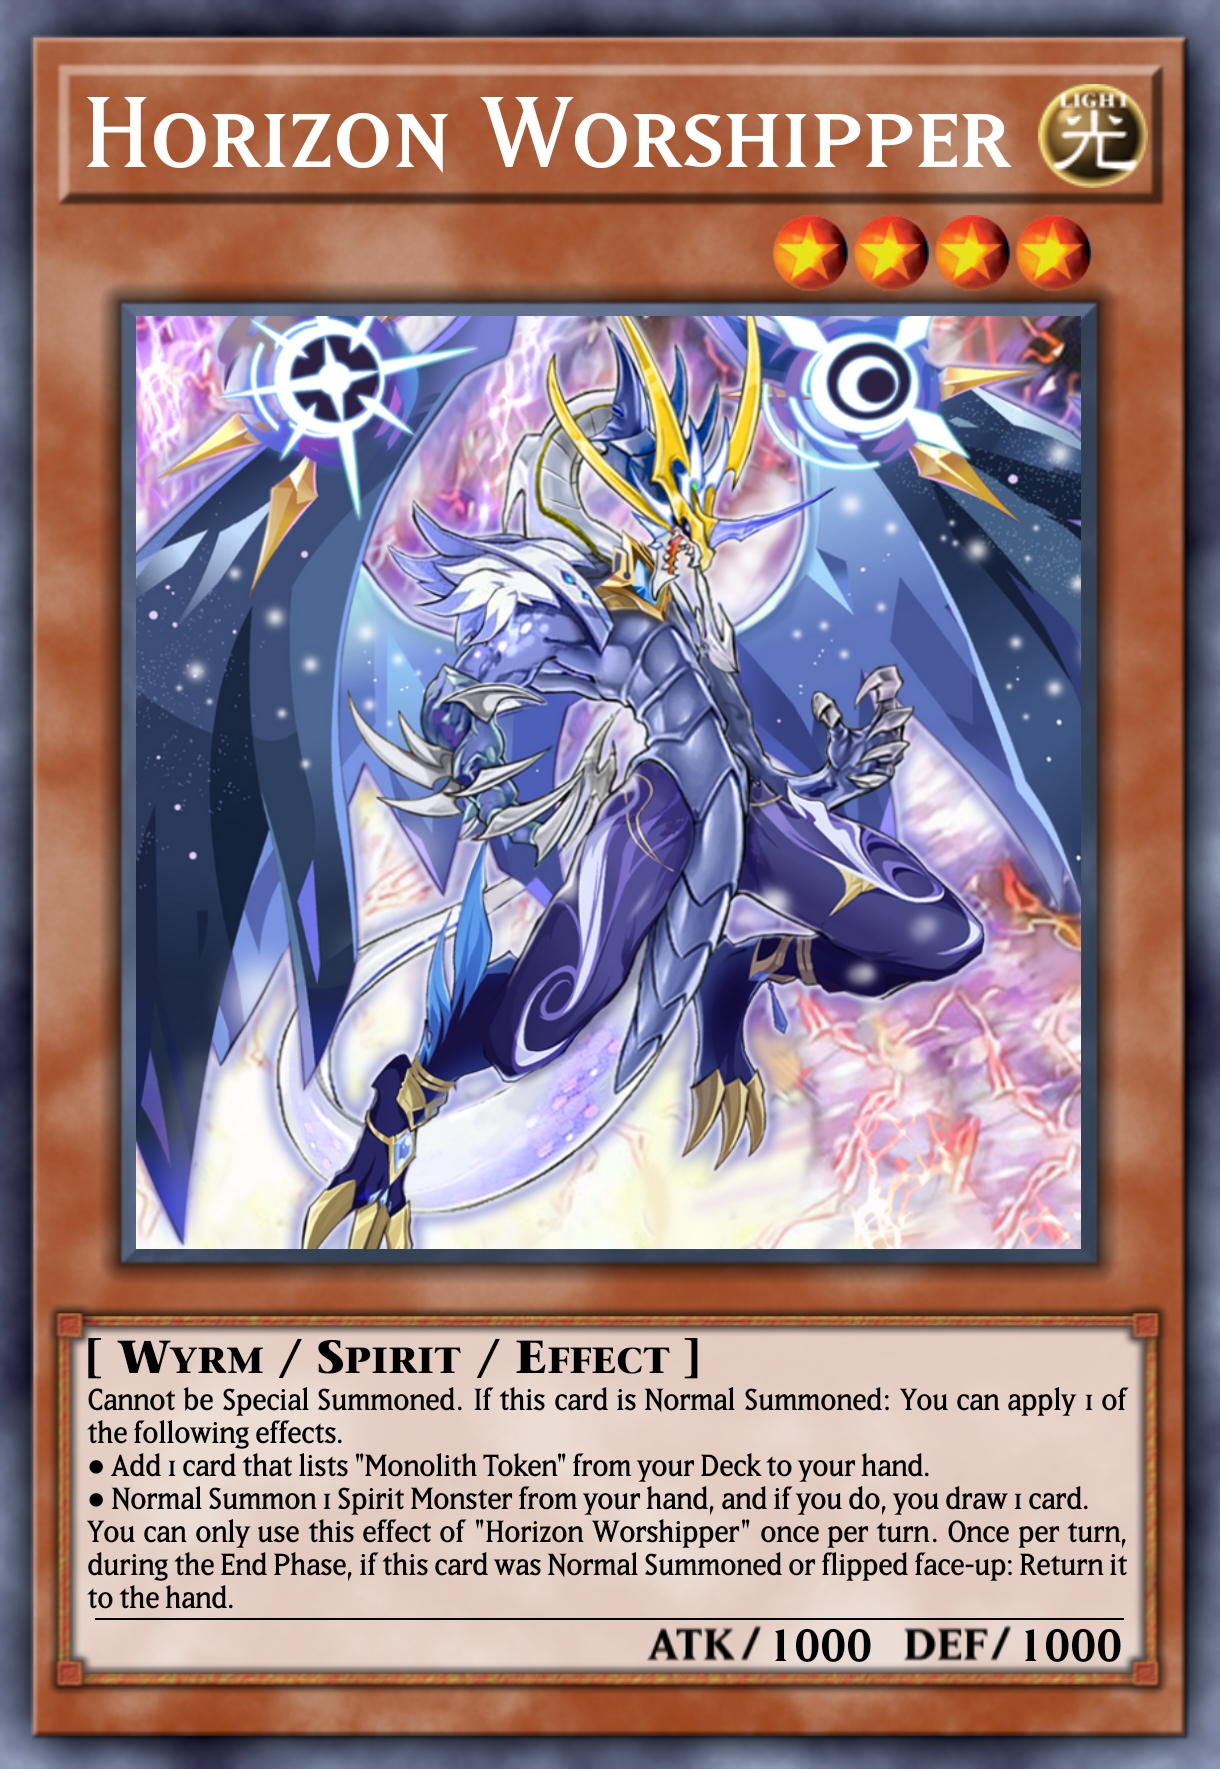 Horizon Worshipper
LIGHT
光
[ Wyrm / Spirit / Effect ]
Cannot be Special Summoned. If this card is Normal Summoned: You can apply 1 of
the following effects.
● Add 1 card that lists "Monolith Token" from your Deck to your hand.
● Normal Summon 1 Spirit Monster from your hand, and if you do, you draw 1 card.
You can only use this effect of "Horizon Worshipper" once per turn. Once per turn,
during the End Phase, if this card was Normal Summoned or flipped face-up: Return it
to the hand.
ATK/ 1000 DEF/ 1000